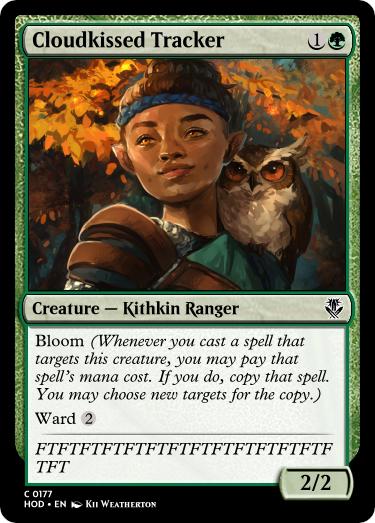 Cloudkissed Tracker 1
Creature — Kithkin Ranger
Bloom (Whenever you cast a spell that
targets this creature, you may pay that
spell's mana cost. If you do, copy that spell.
You may choose new targets for the copy.)
Ward 2
FTFTFTFTFTFTFTFTFTFTFTFTFTF
TFT
2/2
C 0177
HOD • EN Kii Weatherton